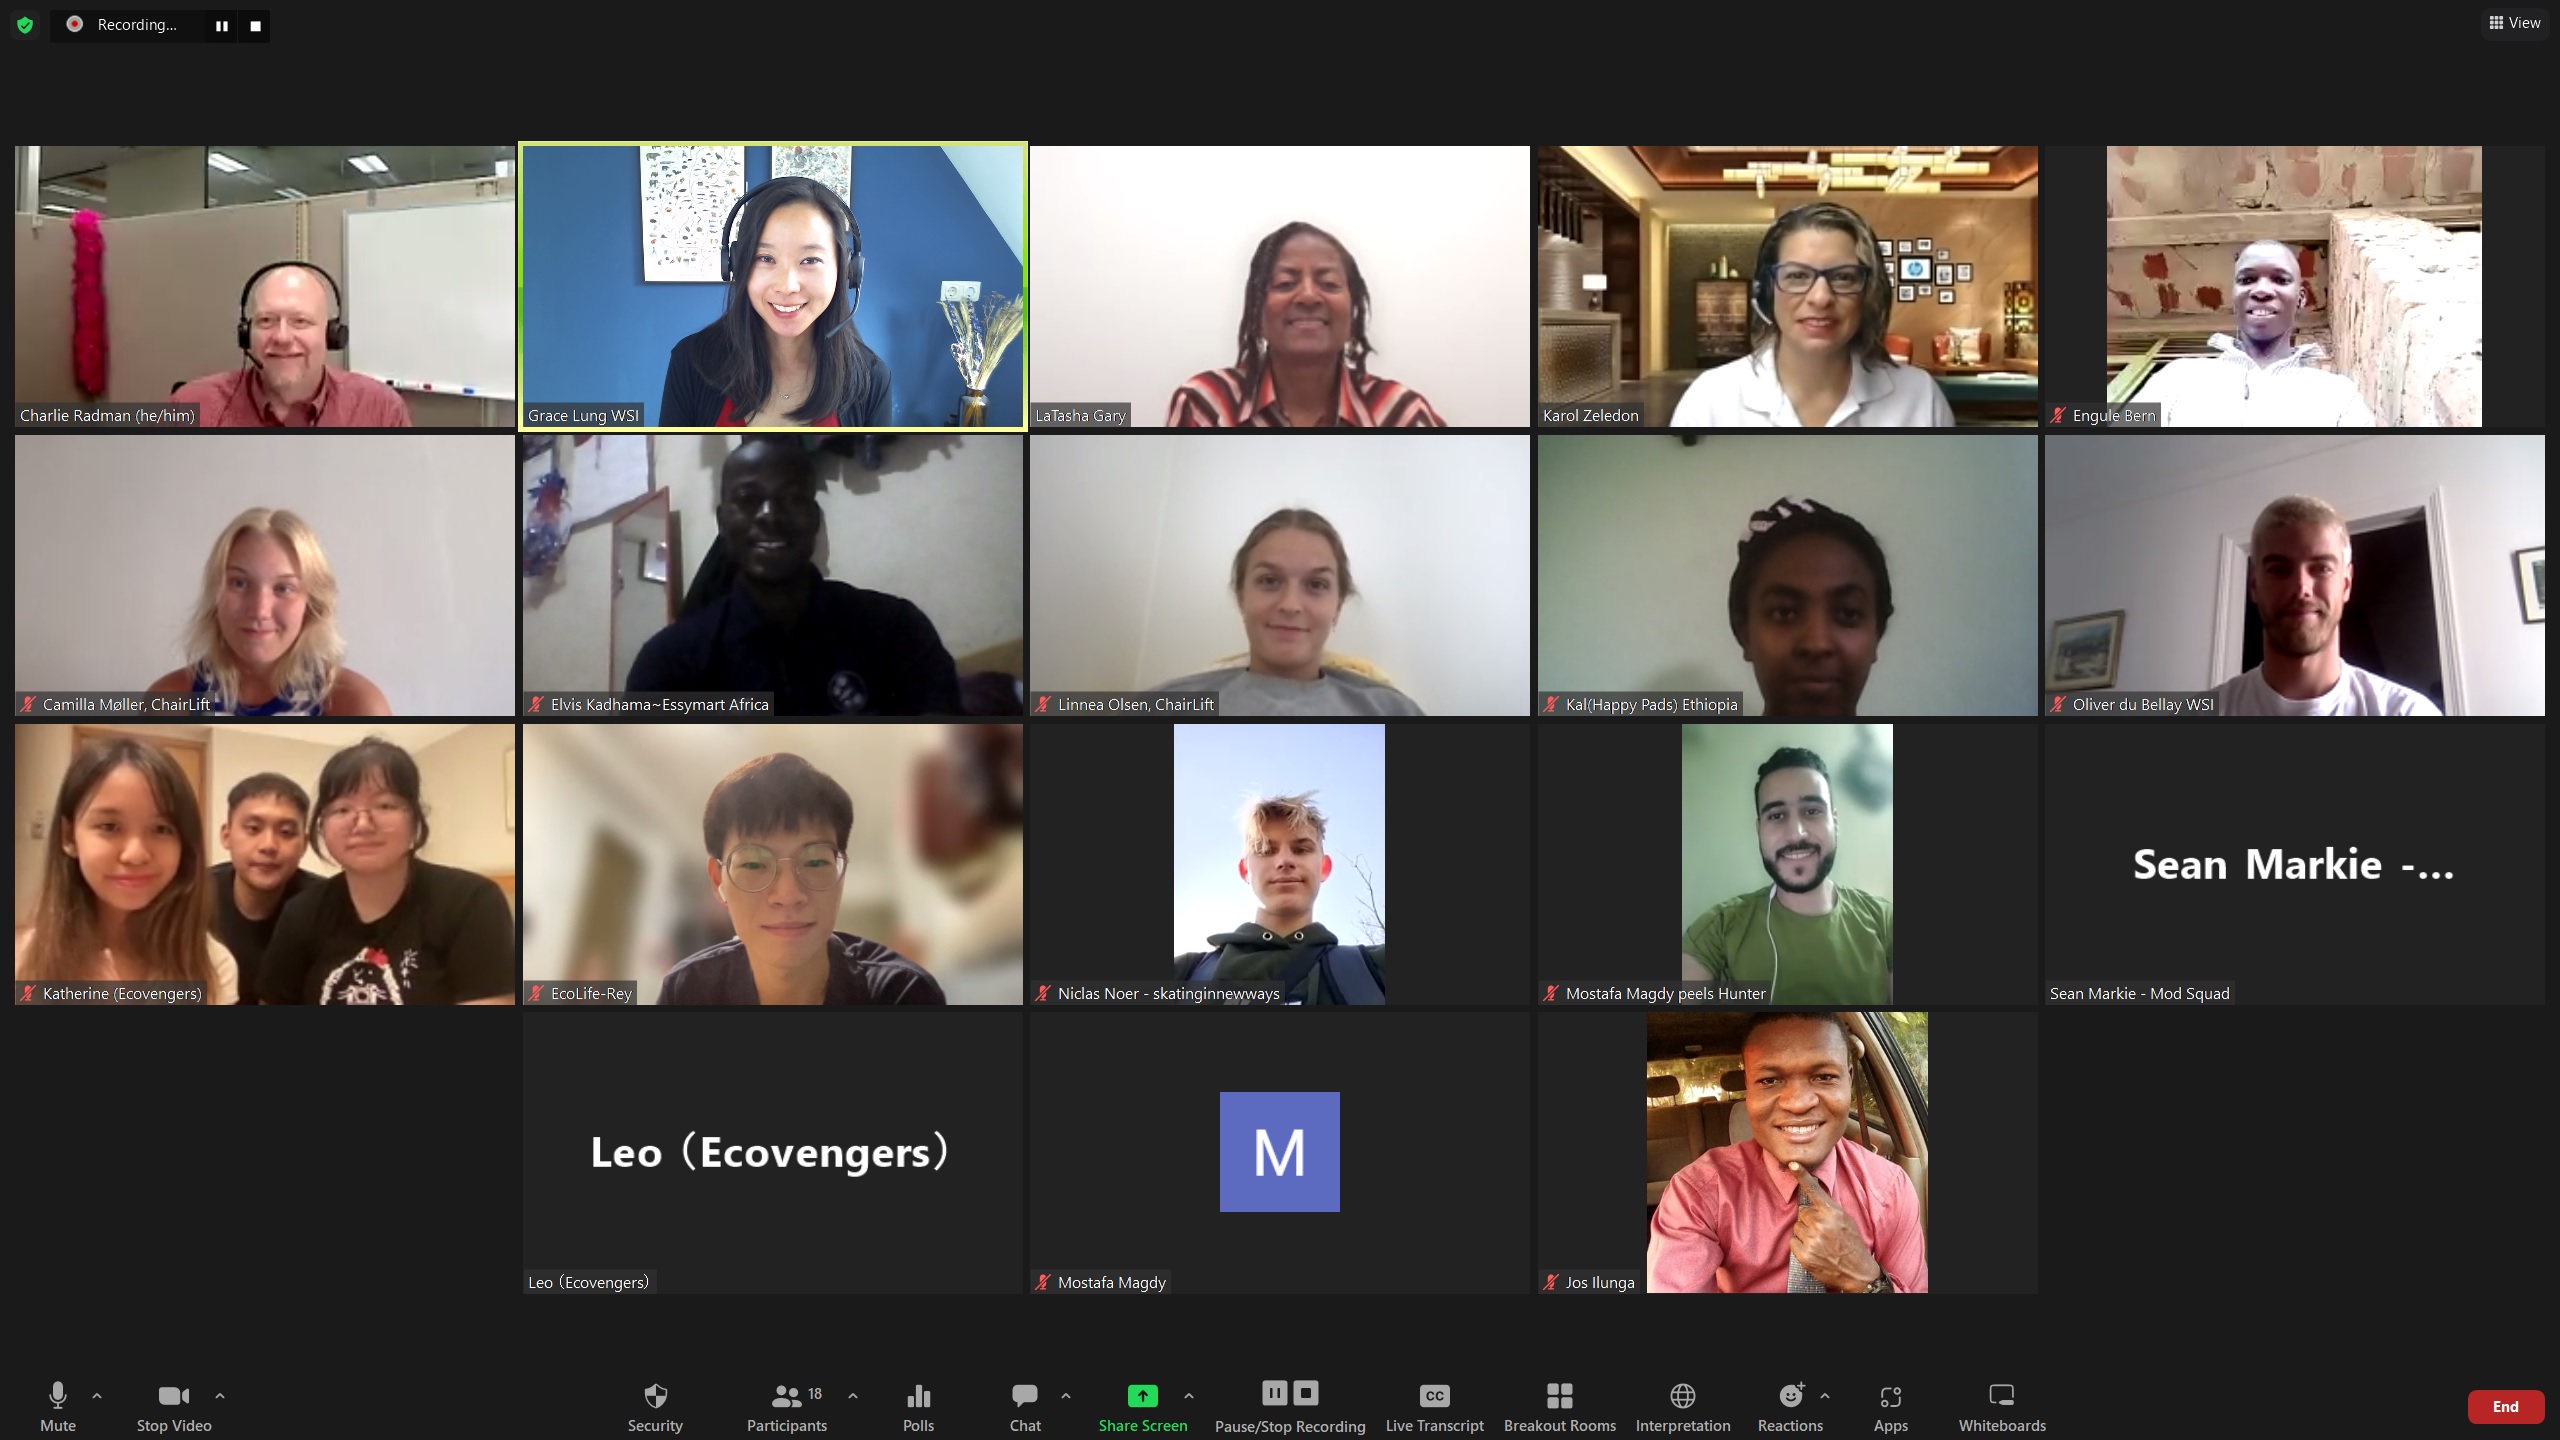 Recording...
View
Charlie Radman (he/him)
Grace Lung WSI
LaTasha Gary
Karol Zeledon
Engule Bern
Camilla Møller, ChairLift
Elvis Kadhama~Essymart Africa
Linnea Olsen, ChairLift
Kal(Happy Pads) Ethiopia
Oliver du Bellay WSI
Katherine (Ecovengers)
EcoLife-Rey
Niclas Noer - skatinginnewways
Mostafa Magdy peels Hunter
Sean Markie -...
Sean Markie - Mod Squad
Leo（Ecovengers）
Leo（Ecovengers）
M
Mostafa Magdy
Jos Ilunga
Mute
Stop Video
Security
18
Participants
Polls
Chat
Share Screen
Pause/Stop Recording
CC
Live Transcript
Breakout Rooms
Interpretation
Reactions
Apps
Whiteboards
End